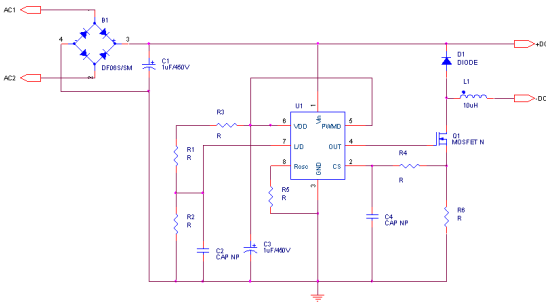 AC1
B1
+DC
4
3
D1
DIODE
C1
1uF/450V
DF06S/SM
AC2
2
L1
10uH
-DC
U1
1
Vin
R3
R
6
VDD
PWMD
5
Q1
MOSFET N
7
L/D
OUT
4
R1
R
R4
R
8
Rosc
GND
CS
2
3
R5
R
R2
R
C4
CAP NP
R6
R
C2
CAP NP
C3
1uF/450V